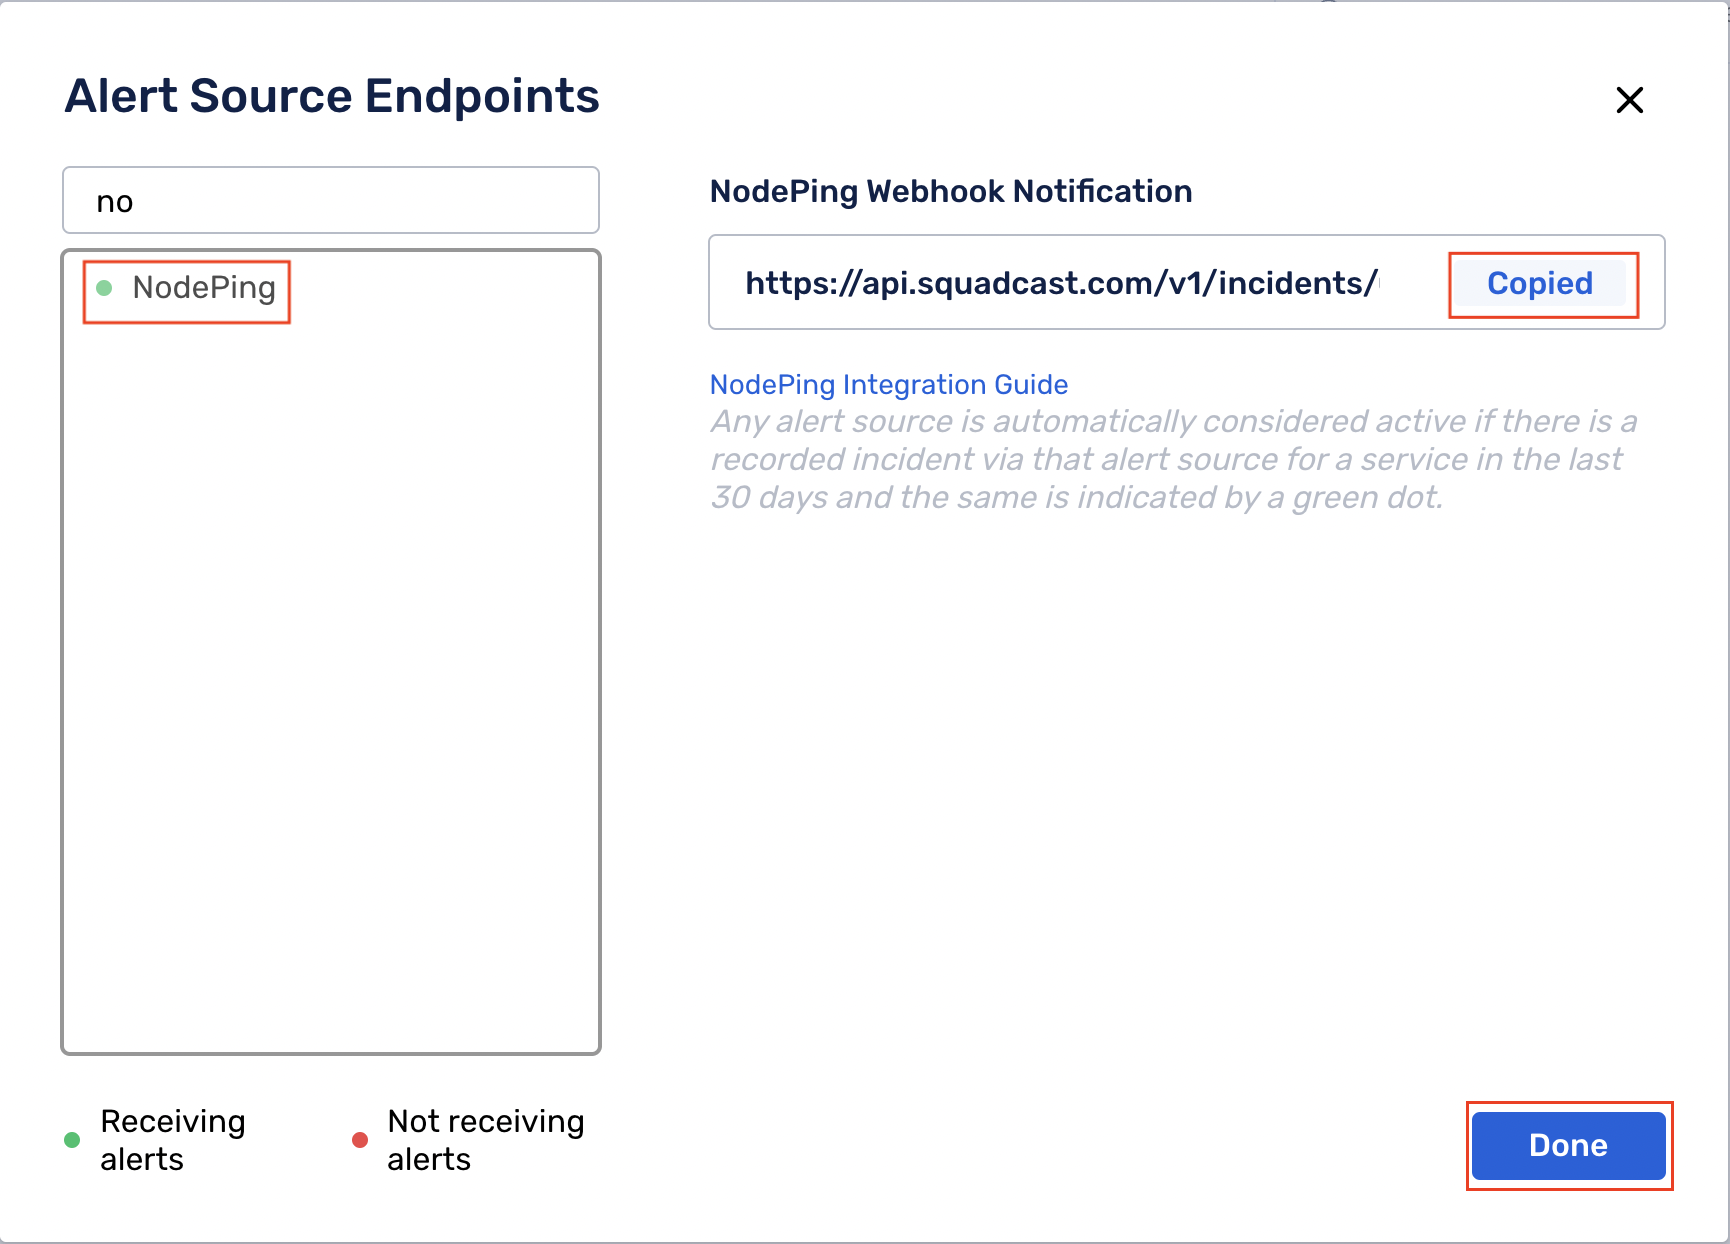 Alert Source Endpoints
no
NodePing
Receiving
alerts
Not receiving
alerts
NodePing Webhook Notification
https://api.squadcast.com/v1/incidents/
Copied
NodePing Integration Guide
Any alert source is automatically considered active if there is a
recorded incident via that alert source for a service in the last
30 days and the same is indicated by a green dot.
Done